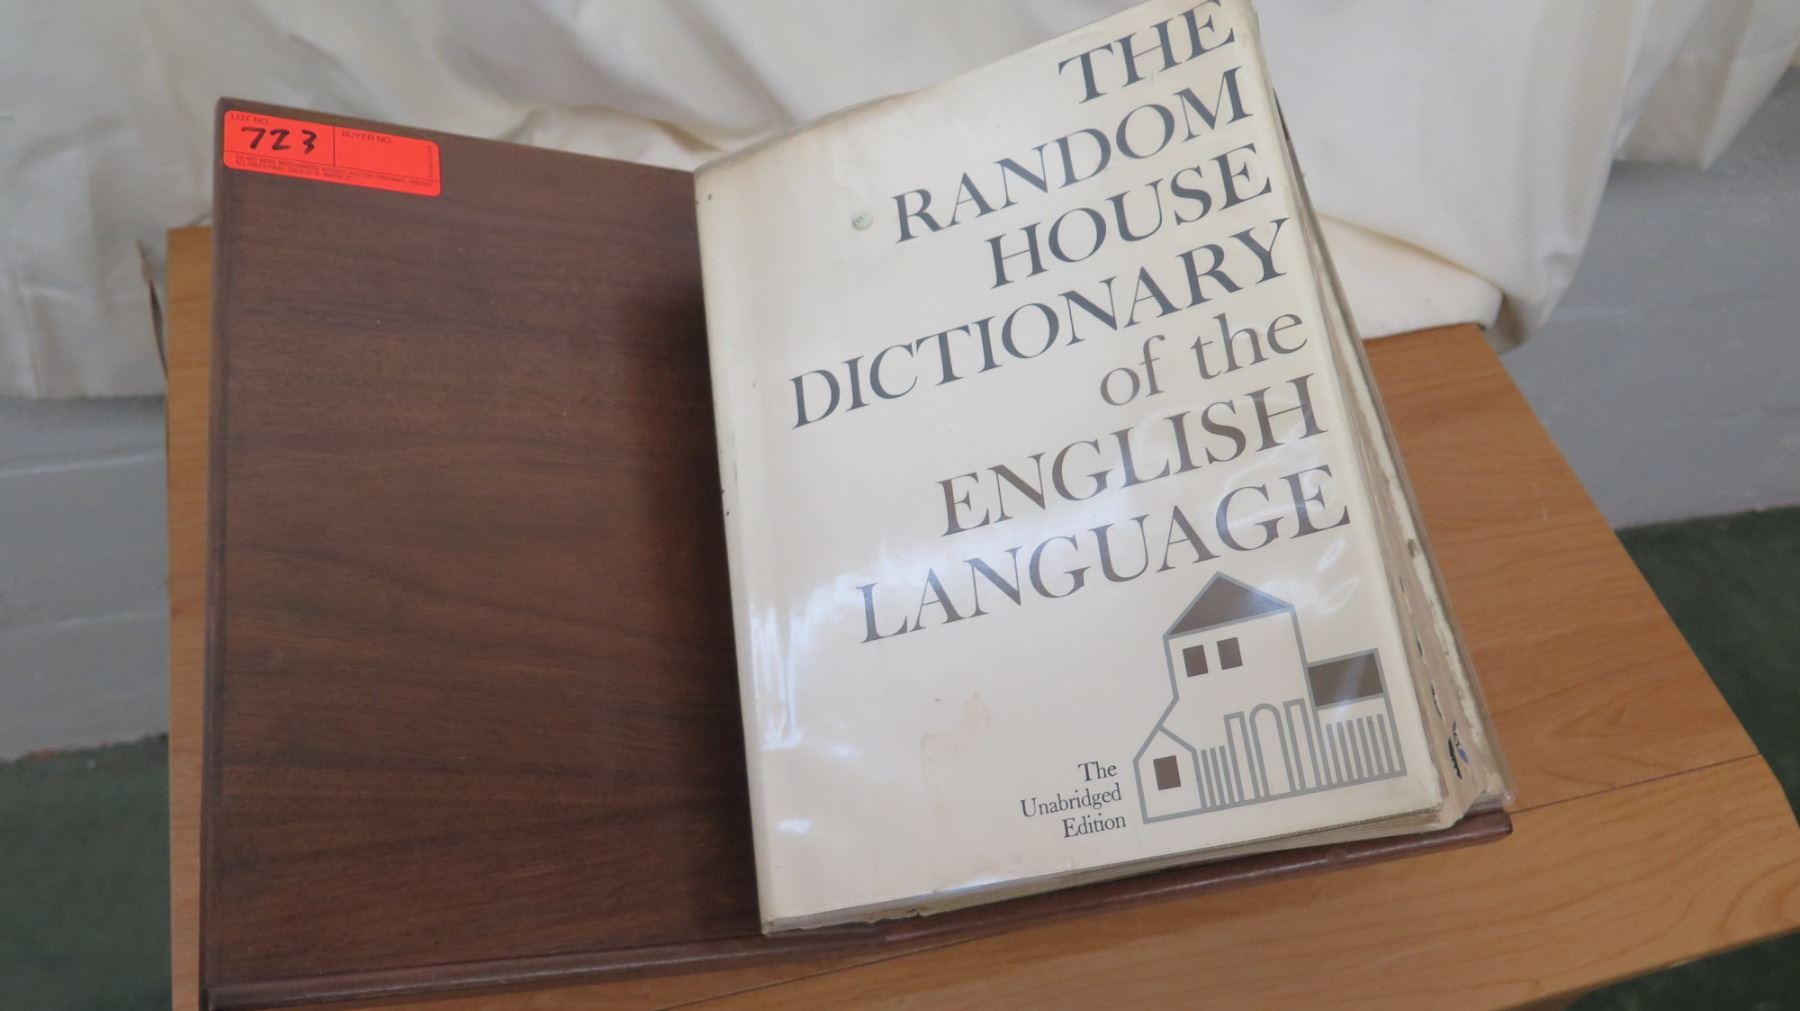 LOT NO.
723
BUYER NO.
THE
RANDOM
HOUSE
DICTIONARY
of the
ENGLISH
LANGUAGE
The
Unabridged
Edition